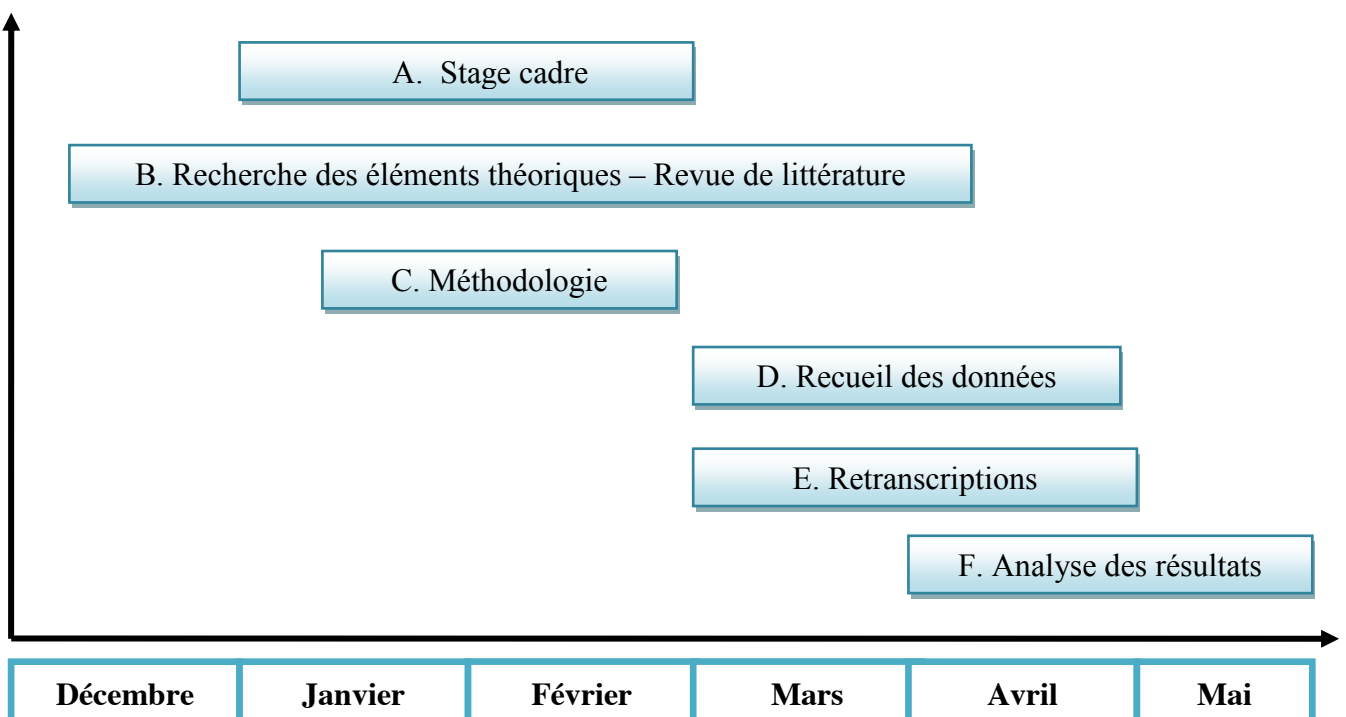 A. Stage cadre
B. Recherche des éléments théoriques – Revue de littérature
C. Méthodologie
D. Recueil des données
E. Retranscriptions
F. Analyse des résultats
Décembre Janvier Février Mars Avril Mai